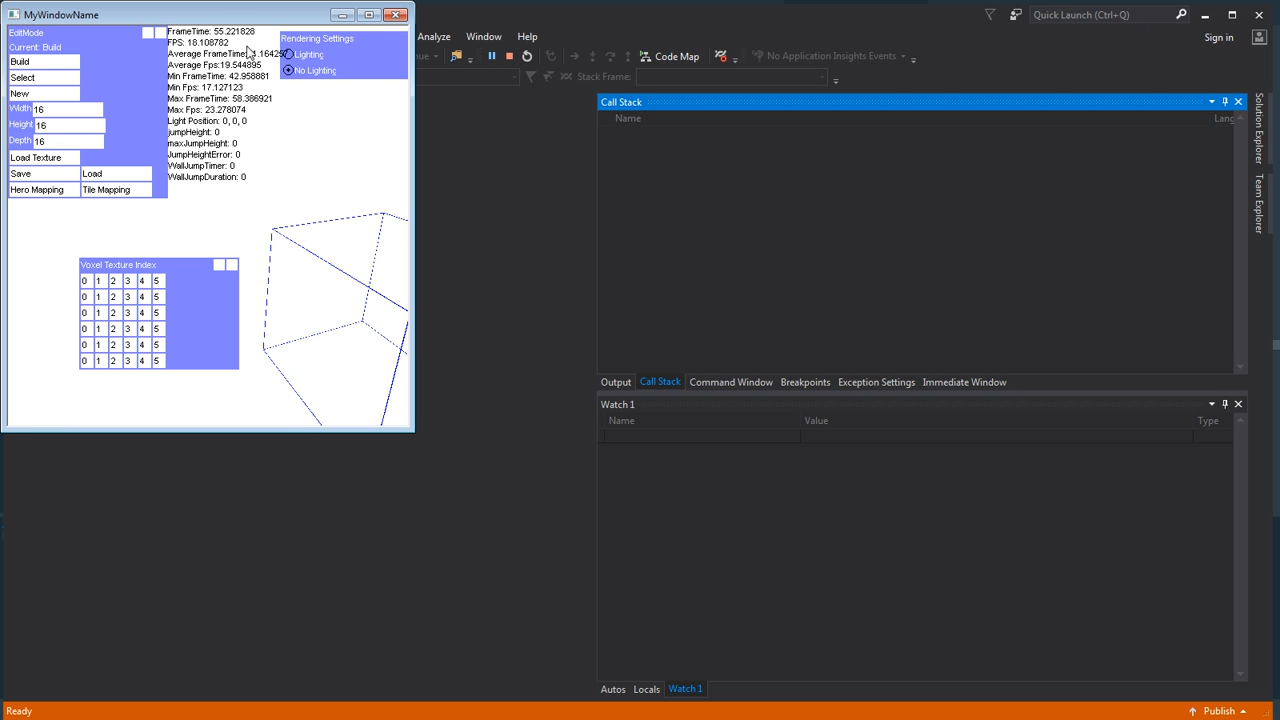 MyWindowName
EditMode
Current: Build
Build
Select
New
Width 16
Height 16
Depth 16
Load Texture
Save Load
Hero Mapping Tile Mapping
FrameTime: 55.221828
FPS: 18.108782
Average FrameTime:
Average Fps:19.544895
Min FrameTime: 42.958881
Min Fps: 17.127123
Max FrameTime: 58.386921
Max Fps: 23.278074
Light Position: 0, 0, 0
jumpHeight: 0
maxJumpHeight: 0
JumpHeightError: 0
WallJumpTimer: 0
WallJumpDuration: 0
Rendering Settings
Lighting
No Lighting
Voxel Texture Index
0 1 2 3 4 5
0 1 2 3 4 5
0 1 2 3 4 5
0 1 2 3 4 5
0 1 2 3 4 5
0 1 2 3 4 5
Quick Launch (Ctrl+Q)
Analyze Window Help
Sign in
Code Map
No Application Insights Events
Stack Frame:
Call Stack
Name Lang
Output Call Stack Command Window Breakpoints Exception Settings Immediate Window
Watch 1
Name Value Type
Autos Locals Watch 1
Solution Explorer
Team Explorer
Ready
Publish